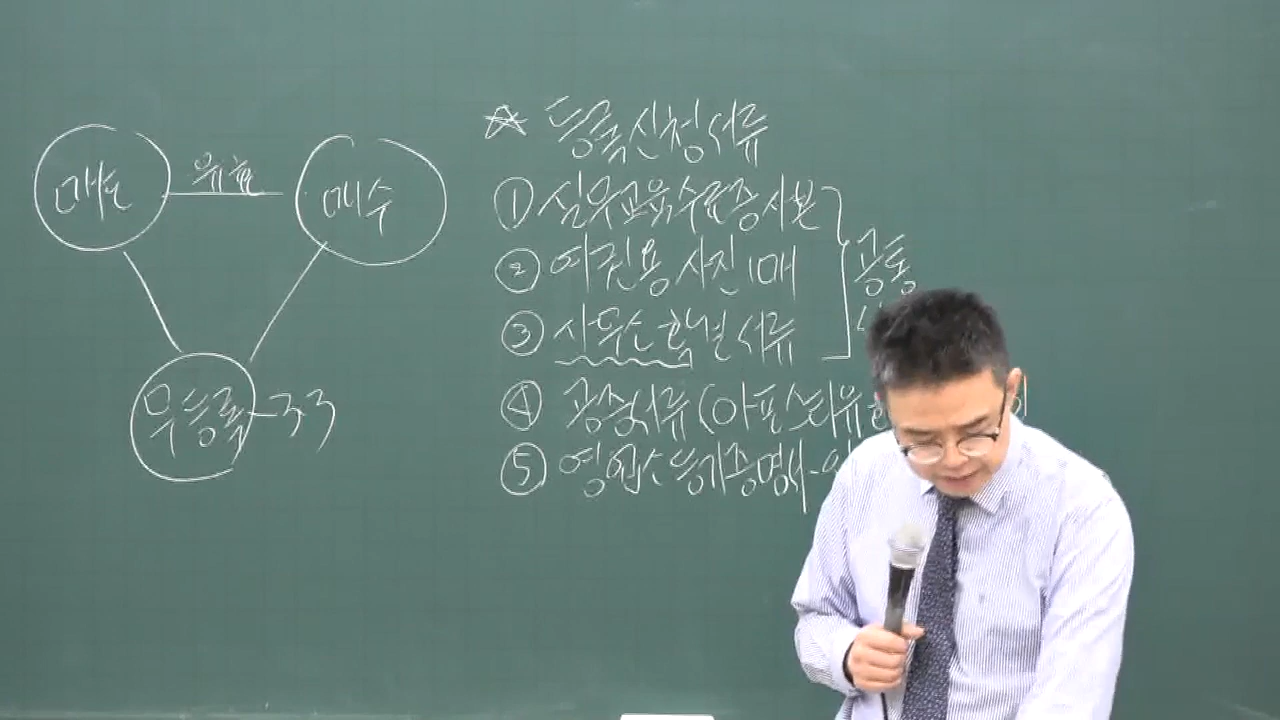 매도
유효
매수
무등록 - 3.3
☆ 등록신청서류
① 실무교육수료증사본
② 여권용 사진 1매
③ 사무소 확보 서류
공동
④ 공증서류(아포스티유
⑤ 영업소 등기증명서 -